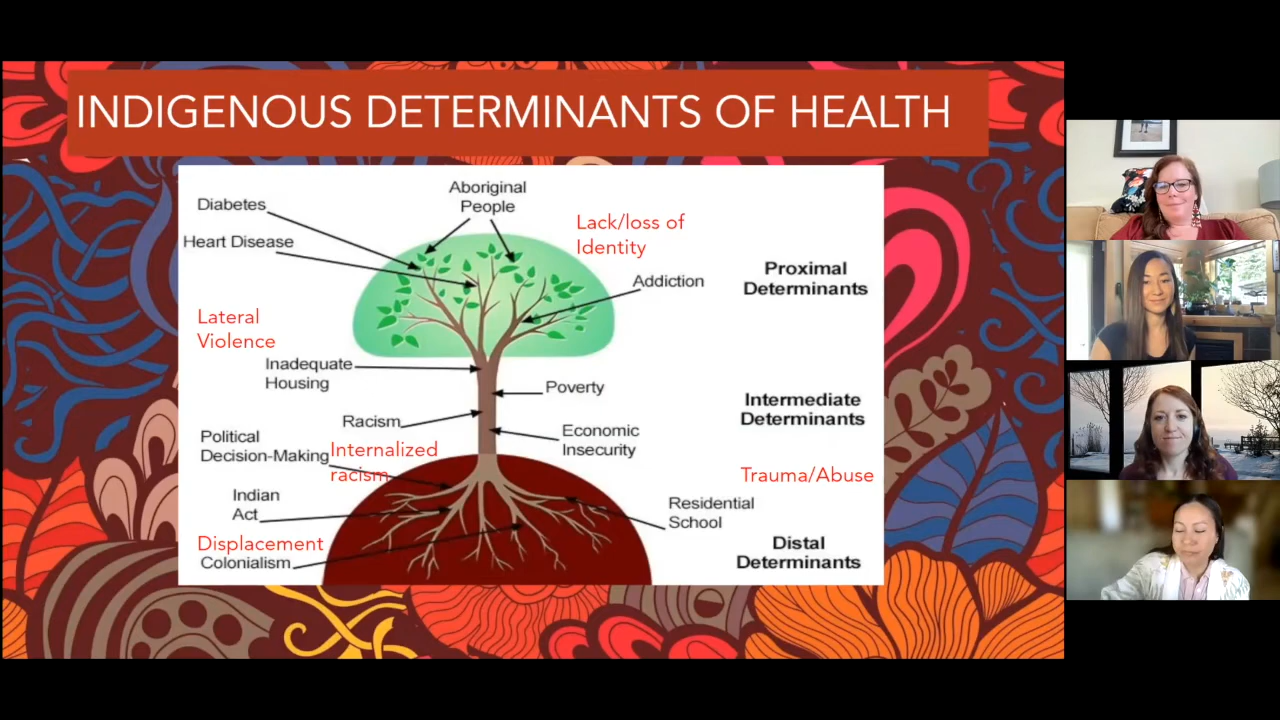 INDIGENOUS DETERMINANTS OF HEALTH
Aboriginal
People
Diabetes
Heart Disease
Lack/loss of
Identity
Addiction
Proximal
Determinants
Lateral
Violence
Inadequate
Housing
Poverty
Intermediate
Determinants
Racism
Economic
Insecurity
Political
Decision-Making
Internalized
racism
Trauma/Abuse
Indian
Act
Residential
School
Displacement
Colonialism
Distal
Determinants